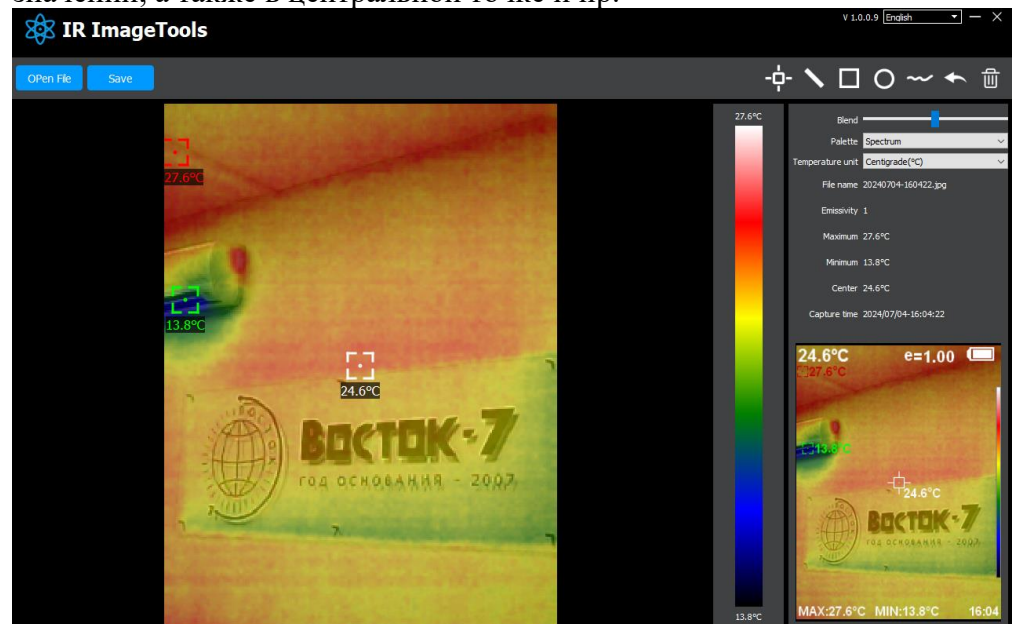 значений, а также в центральной точке и пр.
V 1.0.0.9 English
IR ImageTools
OPen File Save
27.6°C
Blend
Palette Spectrum
Temperature unit Centigrade(°C)
File name 20240704-160422.jpg
Emissivity 1
Maximum 27.6°C
Minimum 13.8°C
Center 24.6°C
Capture time 2024/07/04-16:04:22
27.6°C
13.8°C
24.6°C
ВОСТОК
ВОСТОК-7
ГОД ОСНОВАНИЯ - 2007
13.8°C
24.6°C e=1.00
27.6°C
13.8°C
24.6°C
ВОСТОК-7
ГОД ОСНОВАНИЯ - 2007
MAX:27.6°C MIN:13.8°C 16:04